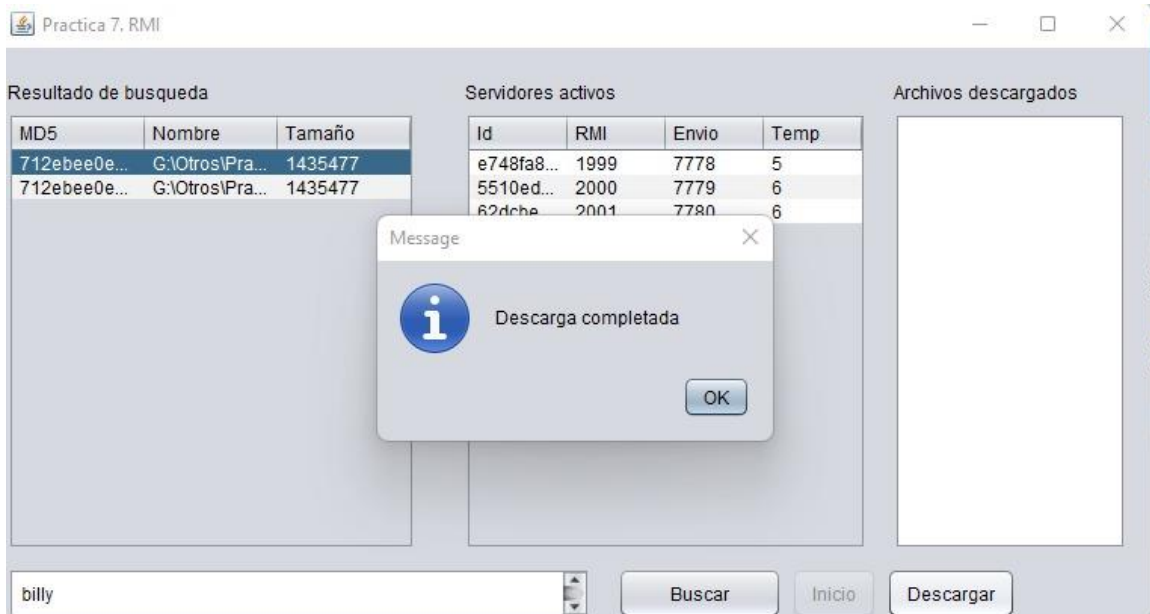 Practica 7. RMI
Resultado de busqueda
MD5 Nombre Tamaño
712ebee0e... G:\Otros\Pra... 1435477
712ebee0e... G:\Otros\Pra... 1435477
Servidores activos
Id RMI Envio Temp
e748fa8... 1999 7778 5
5510ed... 2000 7779 6
62dcbe 2001 7780 6
Archivos descargados
Message
Descarga completada
OK
billy
Buscar Inicio Descargar